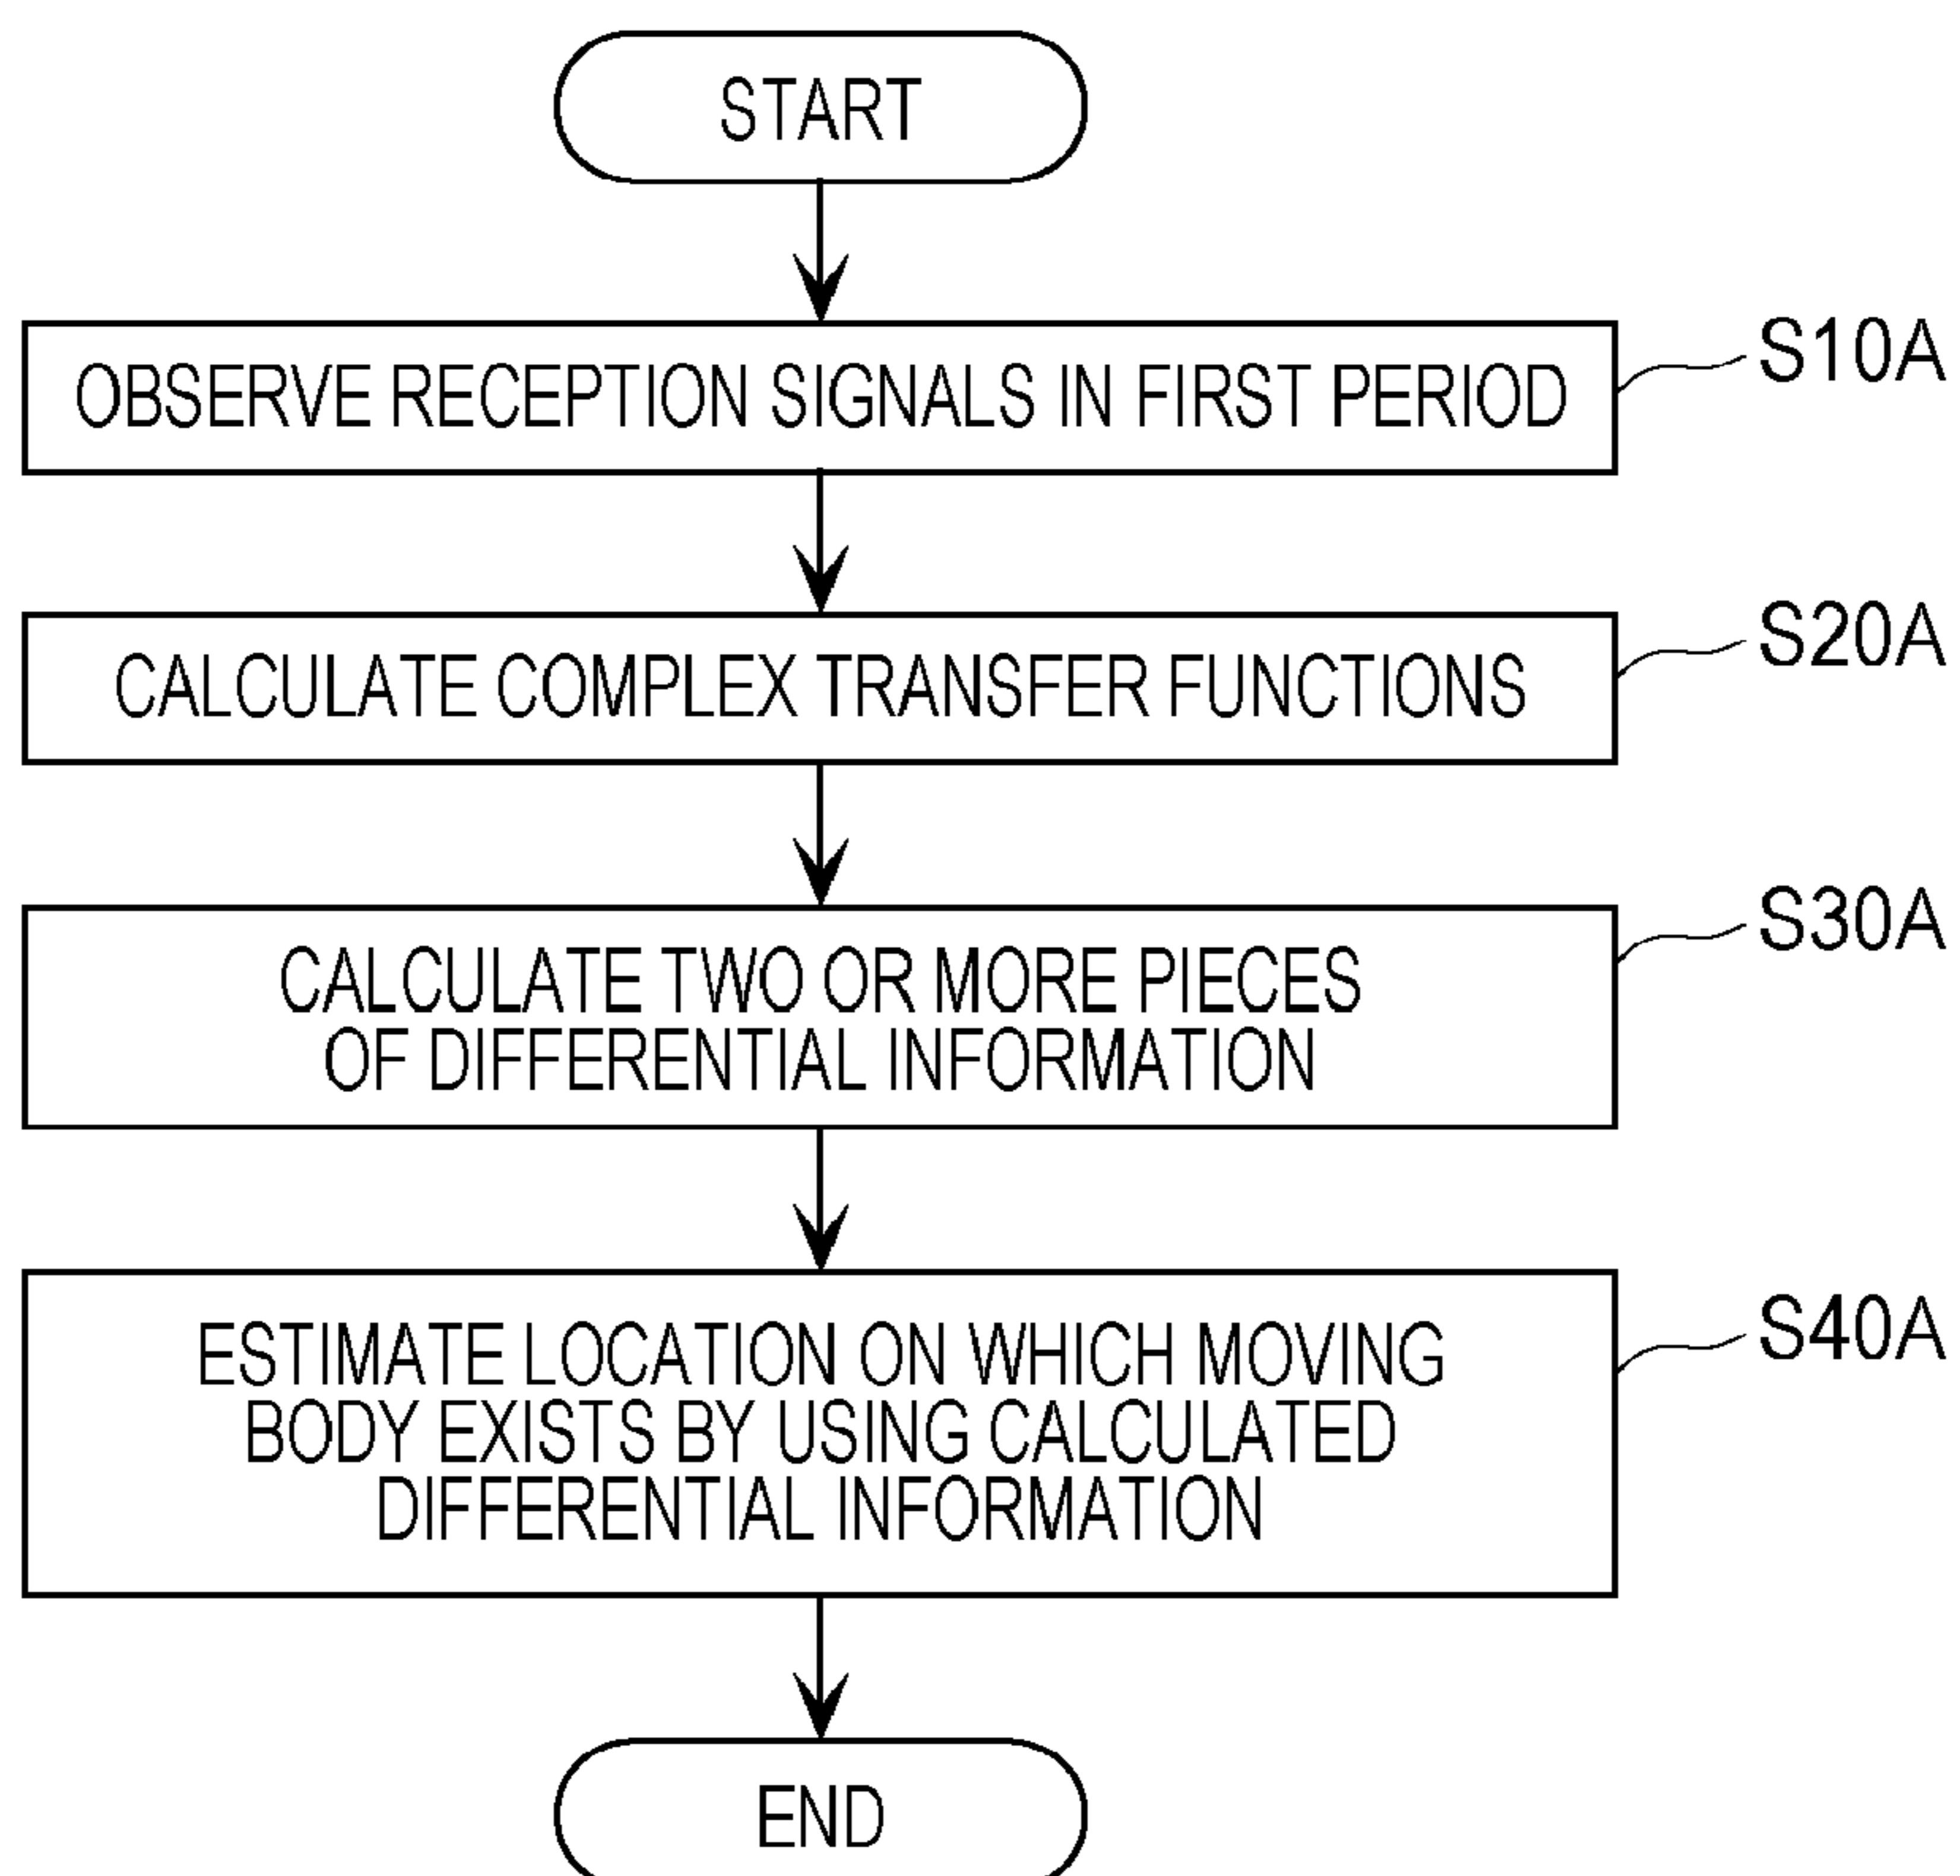 START
OBSERVE RECEPTION SIGNALS IN FIRST PERIOD
S10A
CALCULATE COMPLEX TRANSFER FUNCTIONS
S20A
CALCULATE TWO OR MORE PIECES
OF DIFFERENTIAL INFORMATION
S30A
ESTIMATE LOCATION ON WHICH MOVING
BODY EXISTS BY USING CALCULATED
DIFFERENTIAL INFORMATION
S40A
END